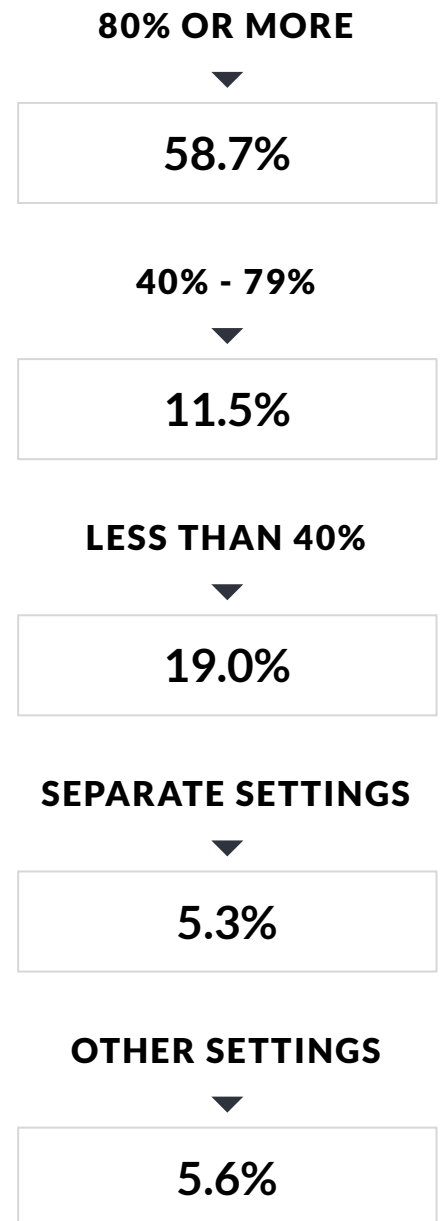 80% OR MORE
58.7%
40% - 79%
11.5%
LESS THAN 40%
19.0%
SEPARATE SETTINGS
5.3%
OTHER SETTINGS
5.6%